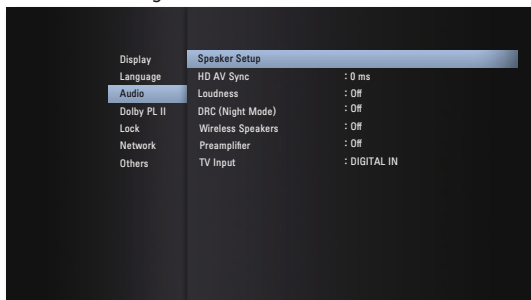 Display
Language
Audio
Dolby PL II
Lock
Network
Others
Speaker Setup
HD AV Sync : 0 ms
Loudness : Off
DRC (Night Mode) : Off
Wireless Speakers : Off
Preamplifier : Off
TV Input : DIGITAL IN